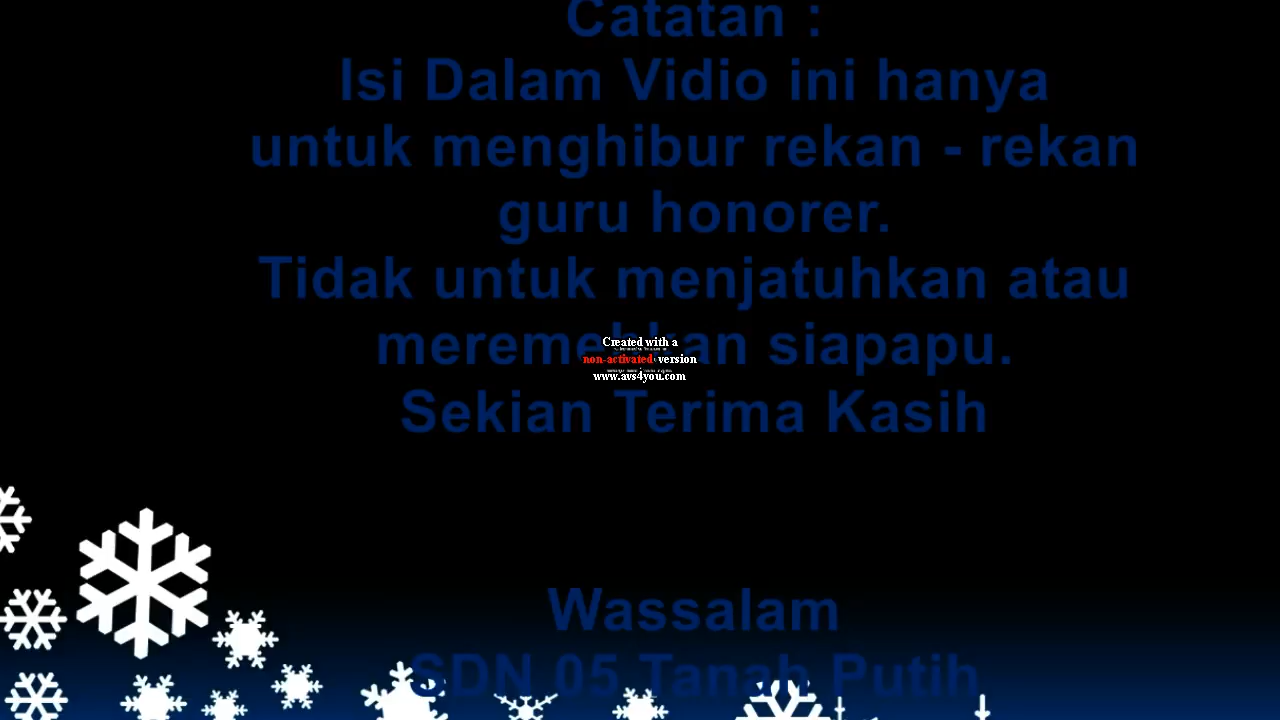 Catatan :
Isi Dalam Vidio ini hanya
untuk menghibur rekan - rekan
guru honorer.
Tidak untuk menjatuhkan atau
meremehkan siapapu.
Created with a
non-activated version
www.avs4you.com
Sekian Terima Kasih
Wassalam
SDN 05 Tanah Putih